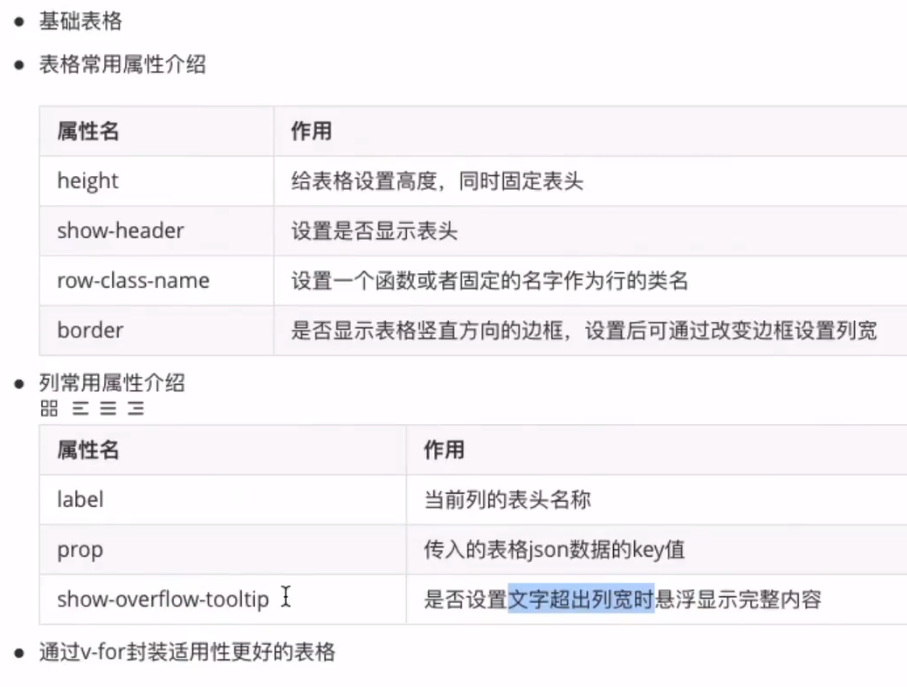 基础表格
表格常用属性介绍
属性名 作用
height 给表格设置高度，同时固定表头
show-header 设置是否显示表头
row-class-name 设置一个函数或者固定的名字作为行的类名
border 是否显示表格竖直方向的边框，设置后可通过改变边框设置列宽
列常用属性介绍
属性名 作用
label 当前列的表头名称
prop 传入的表格json数据的key值
show-overflow-tooltip 是否设置文字超出列宽时悬浮显示完整内容
通过v-for封装适用性更好的表格